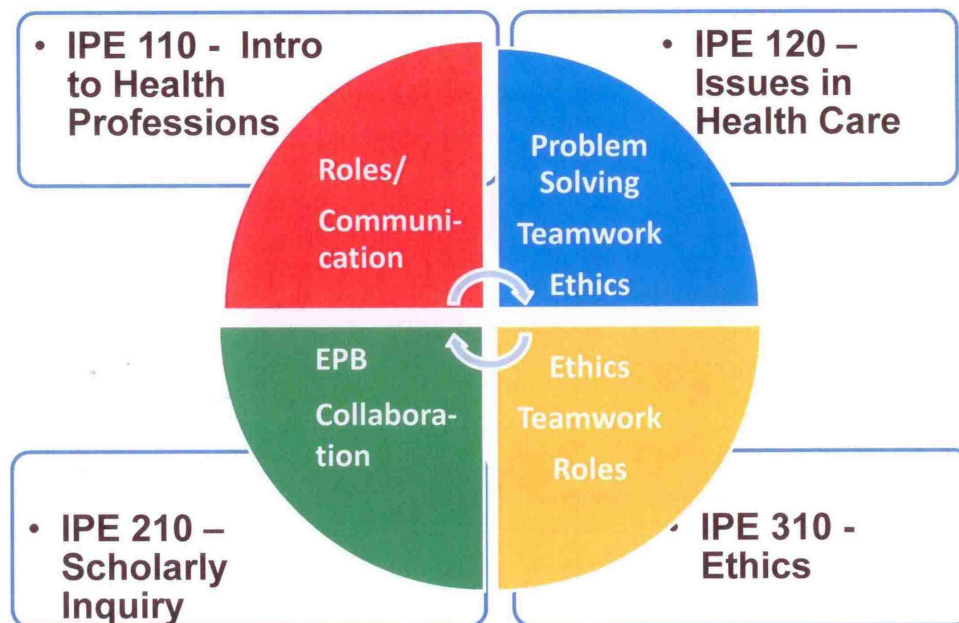 • IPE 110 - Intro
to Health
Professions
• IPE 120 –
Issues in
Health Care
Roles/
Communi-
cation
Problem
Solving
Teamwork
Ethics
EPB
Collabora-
tion
Ethics
Teamwork
Roles
• IPE 210 –
Scholarly
Inquiry
• IPE 310 -
Ethics